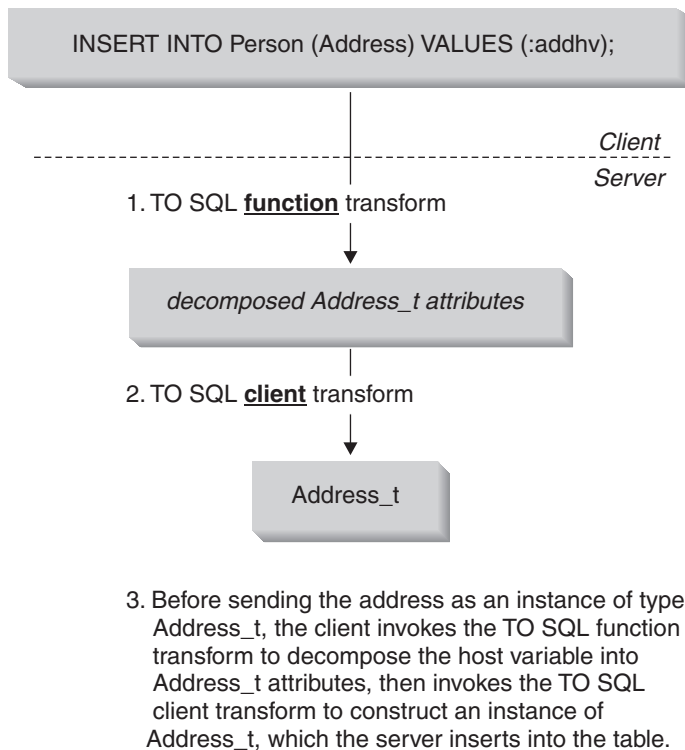 INSERT INTO Person (Address) VALUES (:addhv);
Client
Server
1. TO SQL function transform
decomposed Address_t attributes
2. TO SQL client transform
Address_t
3. Before sending the address as an instance of type
Address_t, the client invokes the TO SQL function
transform to decompose the host variable into
Address_t attributes, then invokes the TO SQL
client transform to construct an instance of
Address_t, which the server inserts into the table.